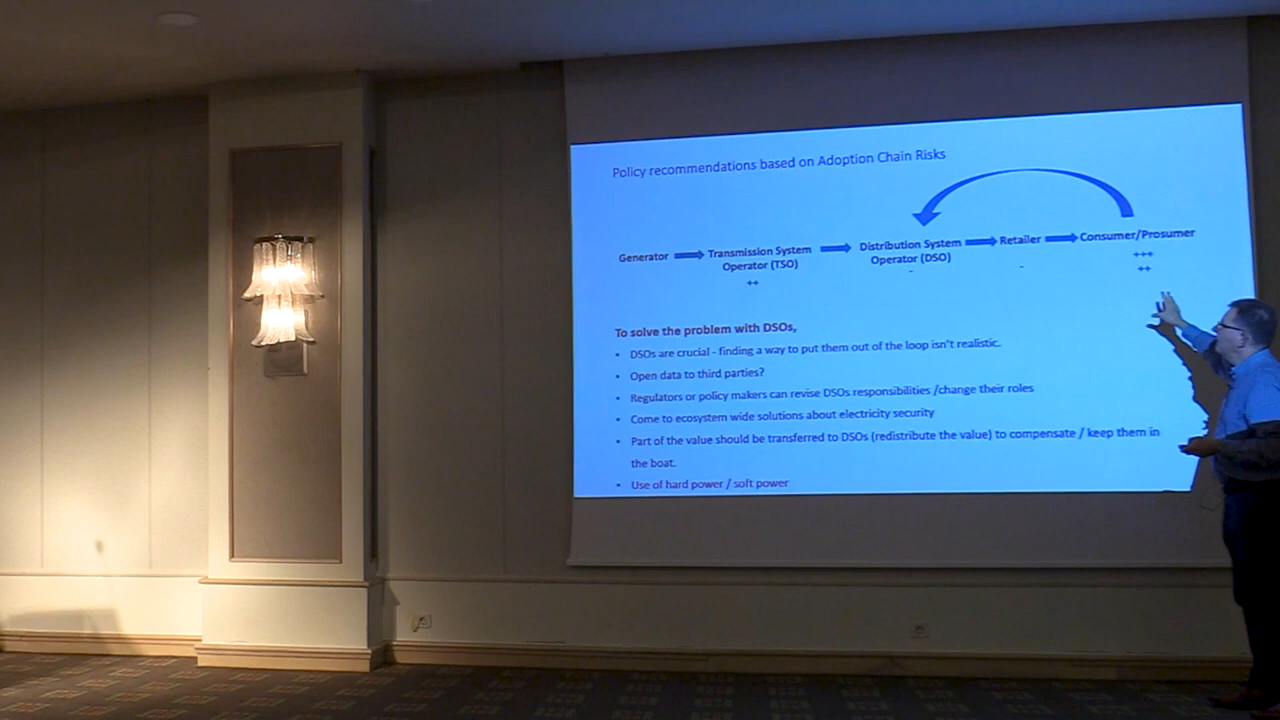 Policy recommendations based on Adoption Chain Risks
Generator Transmission System Distribution System Retailer Consumer/Prosumer
Operator (TSO) Operator (DSO)
++ - - +++
++
To solve the problem with DSOs,
• DSOs are crucial - finding a way to put them out of the loop isn't realistic.
• Open data to third parties?
• Regulators or policy makers can revise DSOs responsibilities /change their roles
• Come to ecosystem wide solutions about electricity security
• Part of the value should be transferred to DSOs (redistribute the value) to compensate / keep them in
the boat.
• Use of hard power / soft power